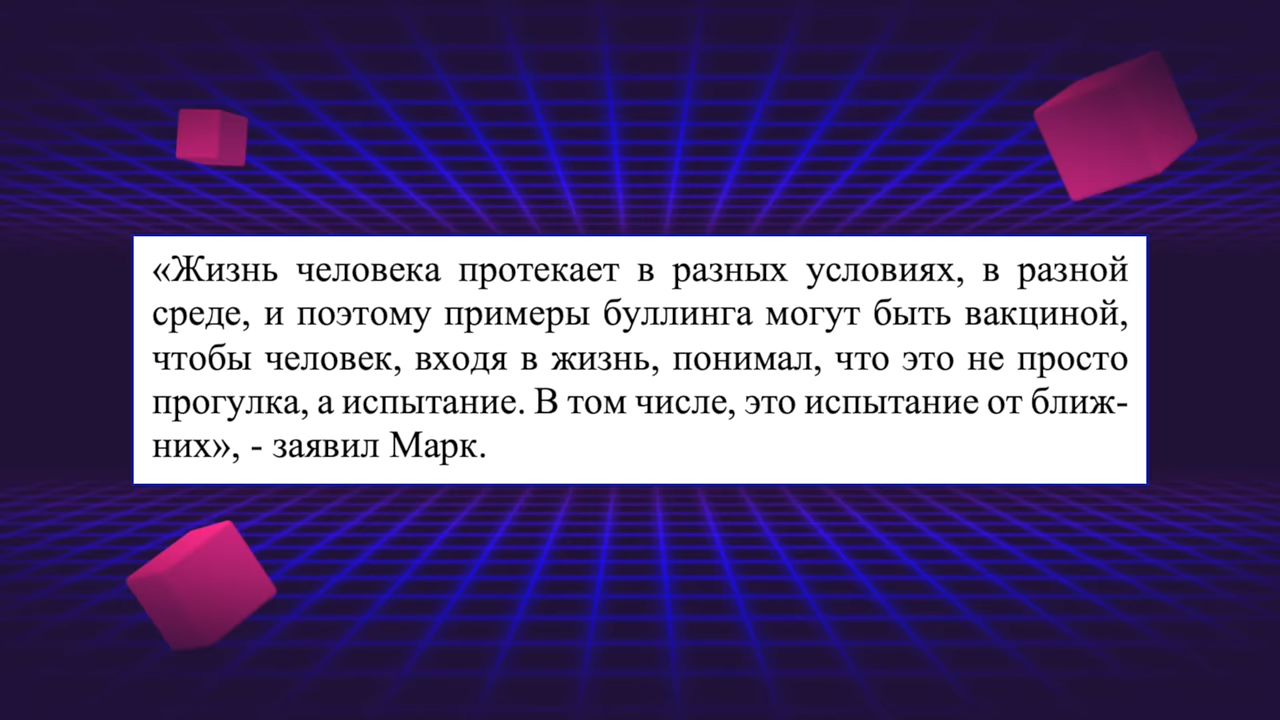 «Жизнь человека протекает в разных условиях, в разной
среде, и поэтому примеры буллинга могут быть вакциной,
чтобы человек, входя в жизнь, понимал, что это не просто
прогулка, а испытание. В том числе, это испытание от ближ-
них», - заявил Марк.